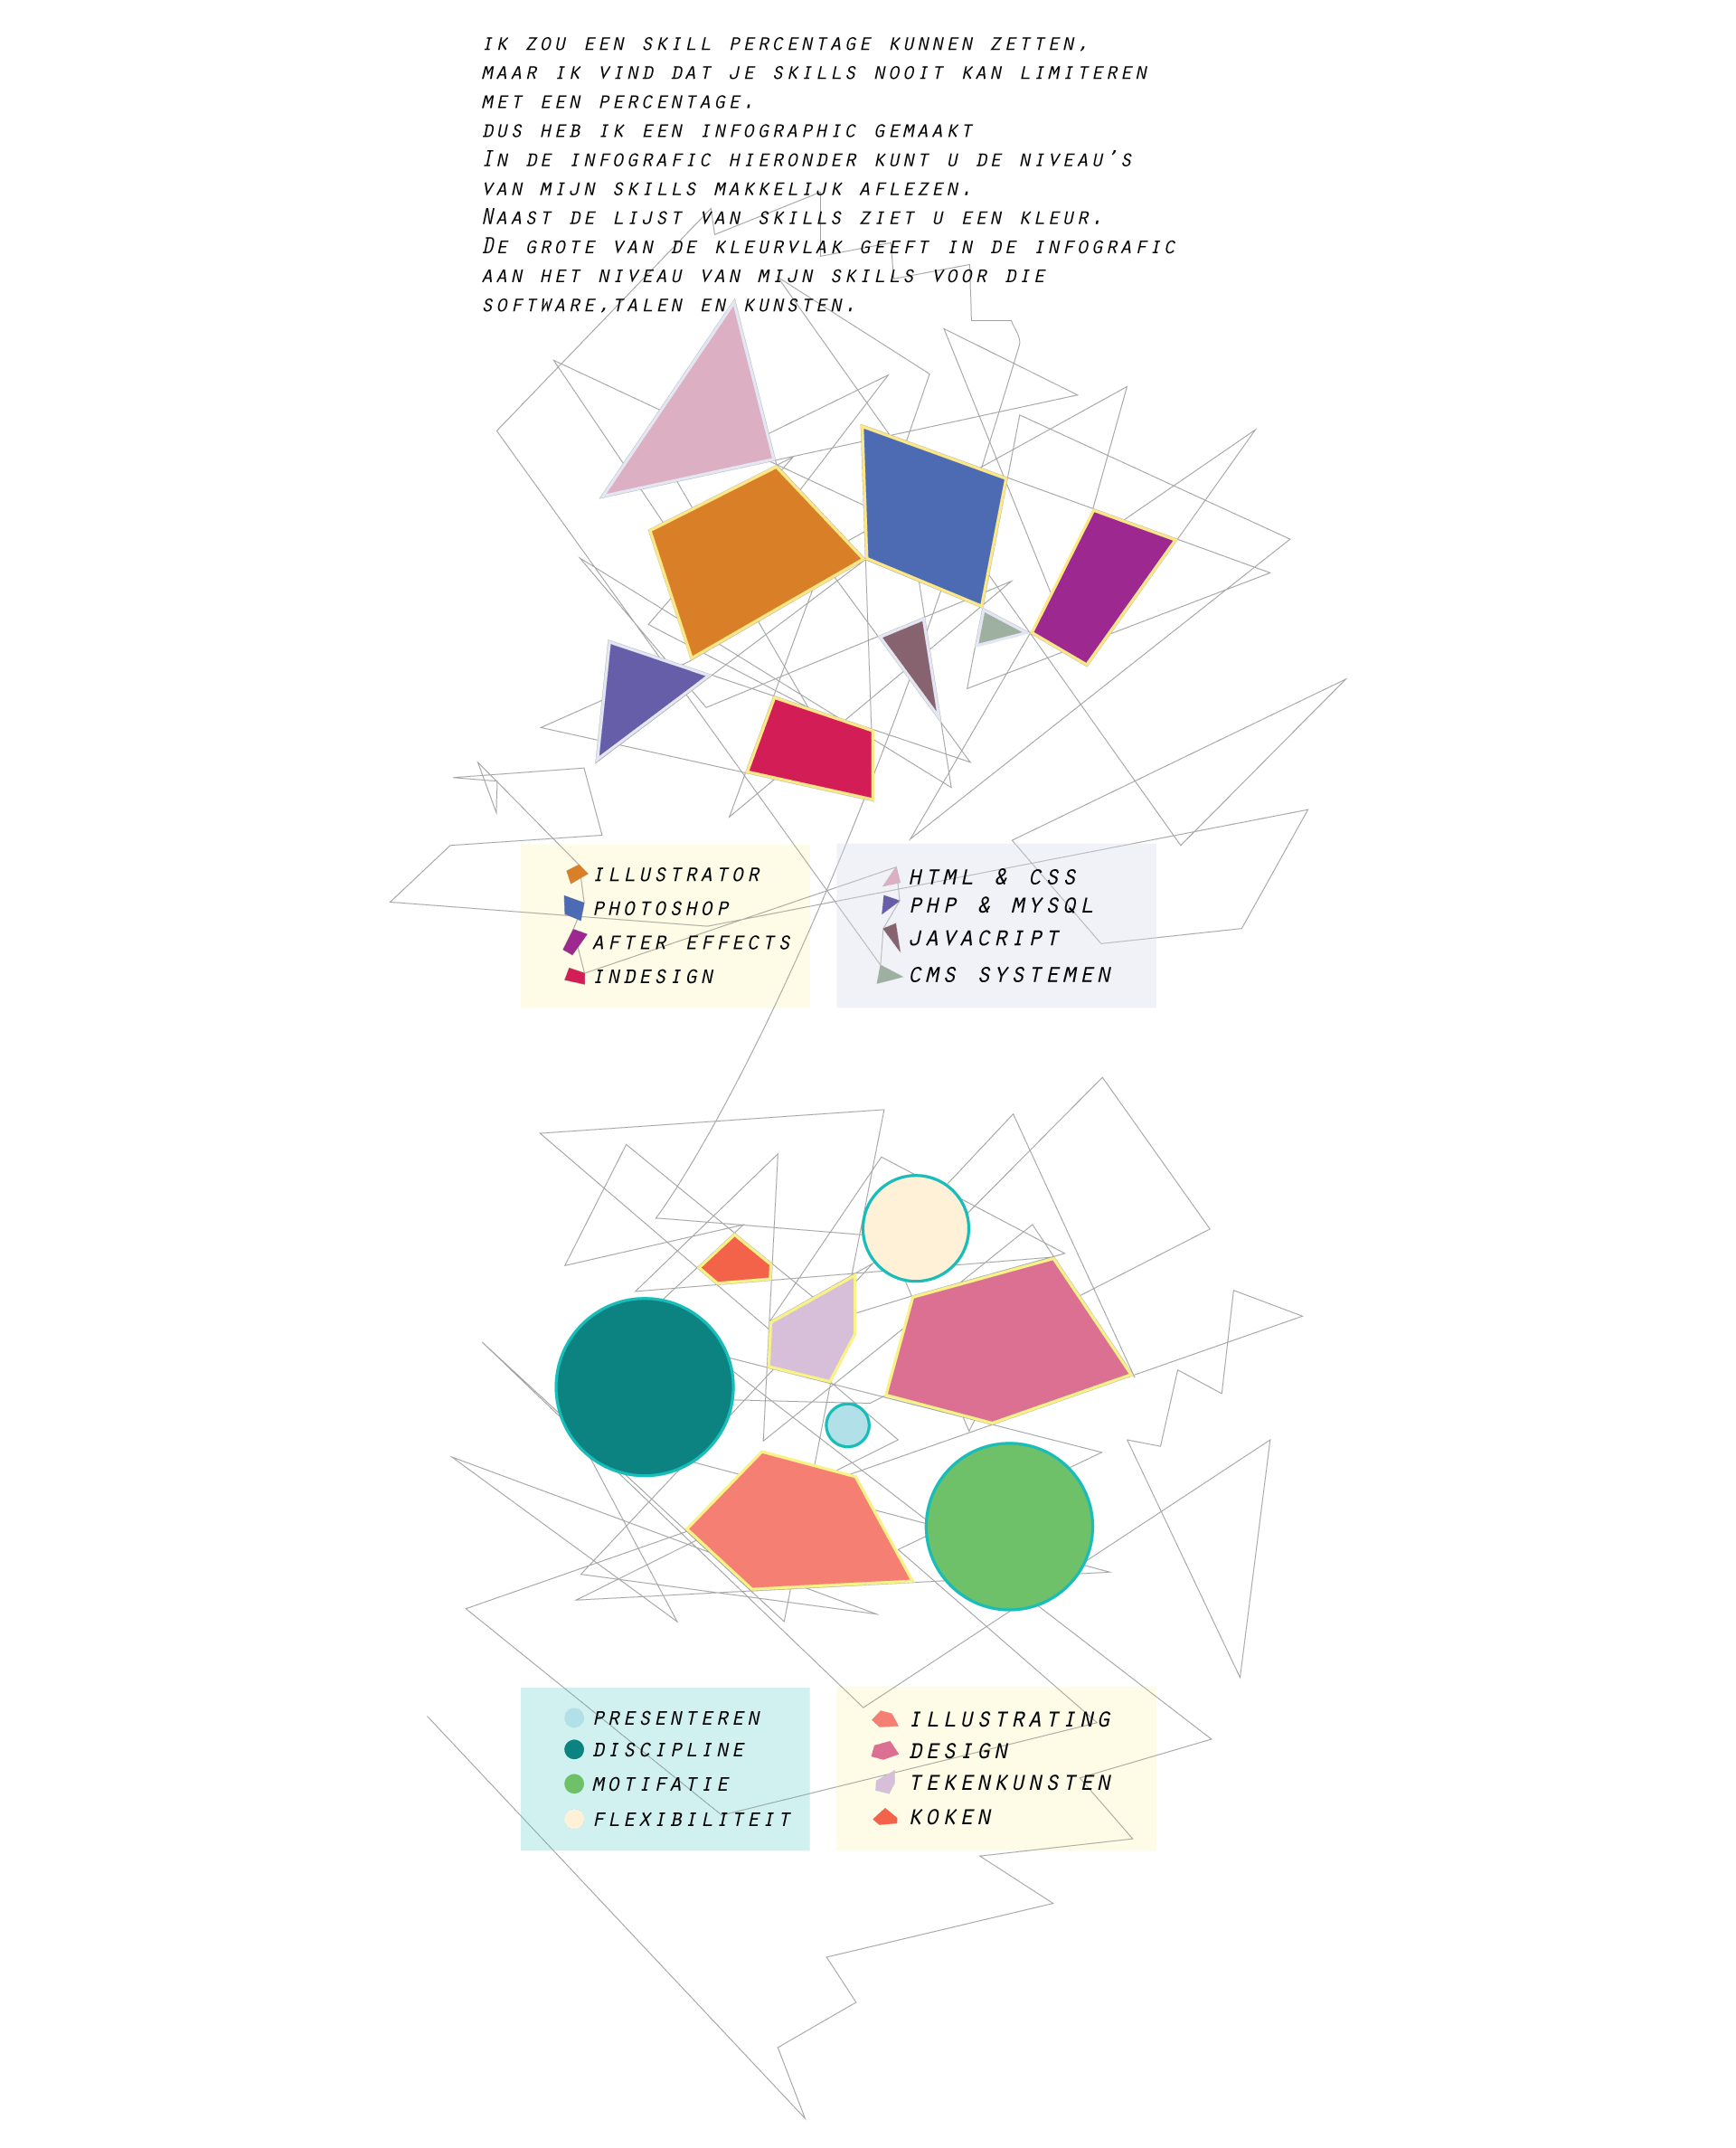 IK ZOU EEN SKILL PERCENTAGE KUNNEN ZETTEN,
MAAR IK VIND DAT JE SKILLS NOOIT KAN LIMITEREN
MET EEN PERCENTAGE.
DUS HEB IK EEN INFOGRAPHIC GEMAAKT
IN DE INFOGRAFIC HIERONDER KUNT U DE NIVEAU'S
VAN MIJN SKILLS MAKKELIJK AFLEZEN.
NAAST DE LIJST VAN SKILLS ZIET U EEN KLEUR.
DE GROTE VAN DE KLEURVLAK GEEFT IN DE INFOGRAFIC
AAN HET NIVEAU VAN MIJN SKILLS VOOR DIE
SOFTWARE,TALEN EN KUNSTEN.
ILLUSTRATOR
PHOTOSHOP
AFTER EFFECTS
INDESIGN
HTML & CSS
PHP & MYSQL
JAVACRIPT
CMS SYSTEMEN
PRESENTEREN
DISCIPLINE
MOTIFATIE
FLEXIBILITEIT
ILLUSTRATING
DESIGN
TEKENKUNSTEN
KOKEN